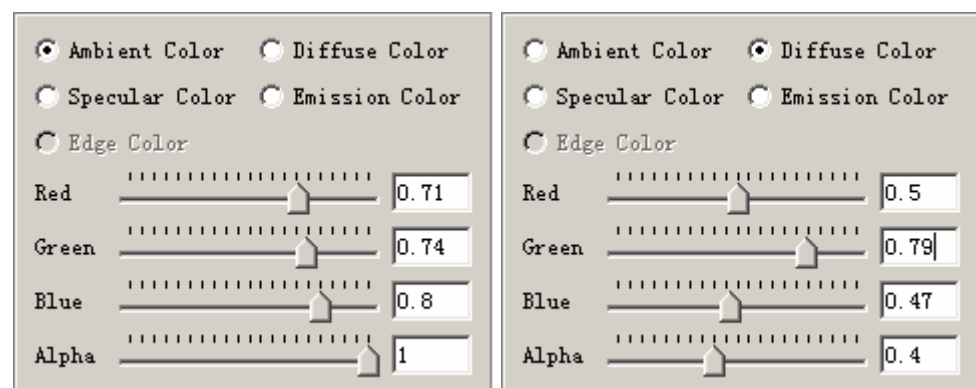 Ambient Color Diffuse Color
Specular Color Emission Color
Edge Color
Red 0.71
Green 0.74
Blue 0.8
Alpha 1
Ambient Color Diffuse Color
Specular Color Emission Color
Edge Color
Red 0.5
Green 0.79
Blue 0.47
Alpha 0.4